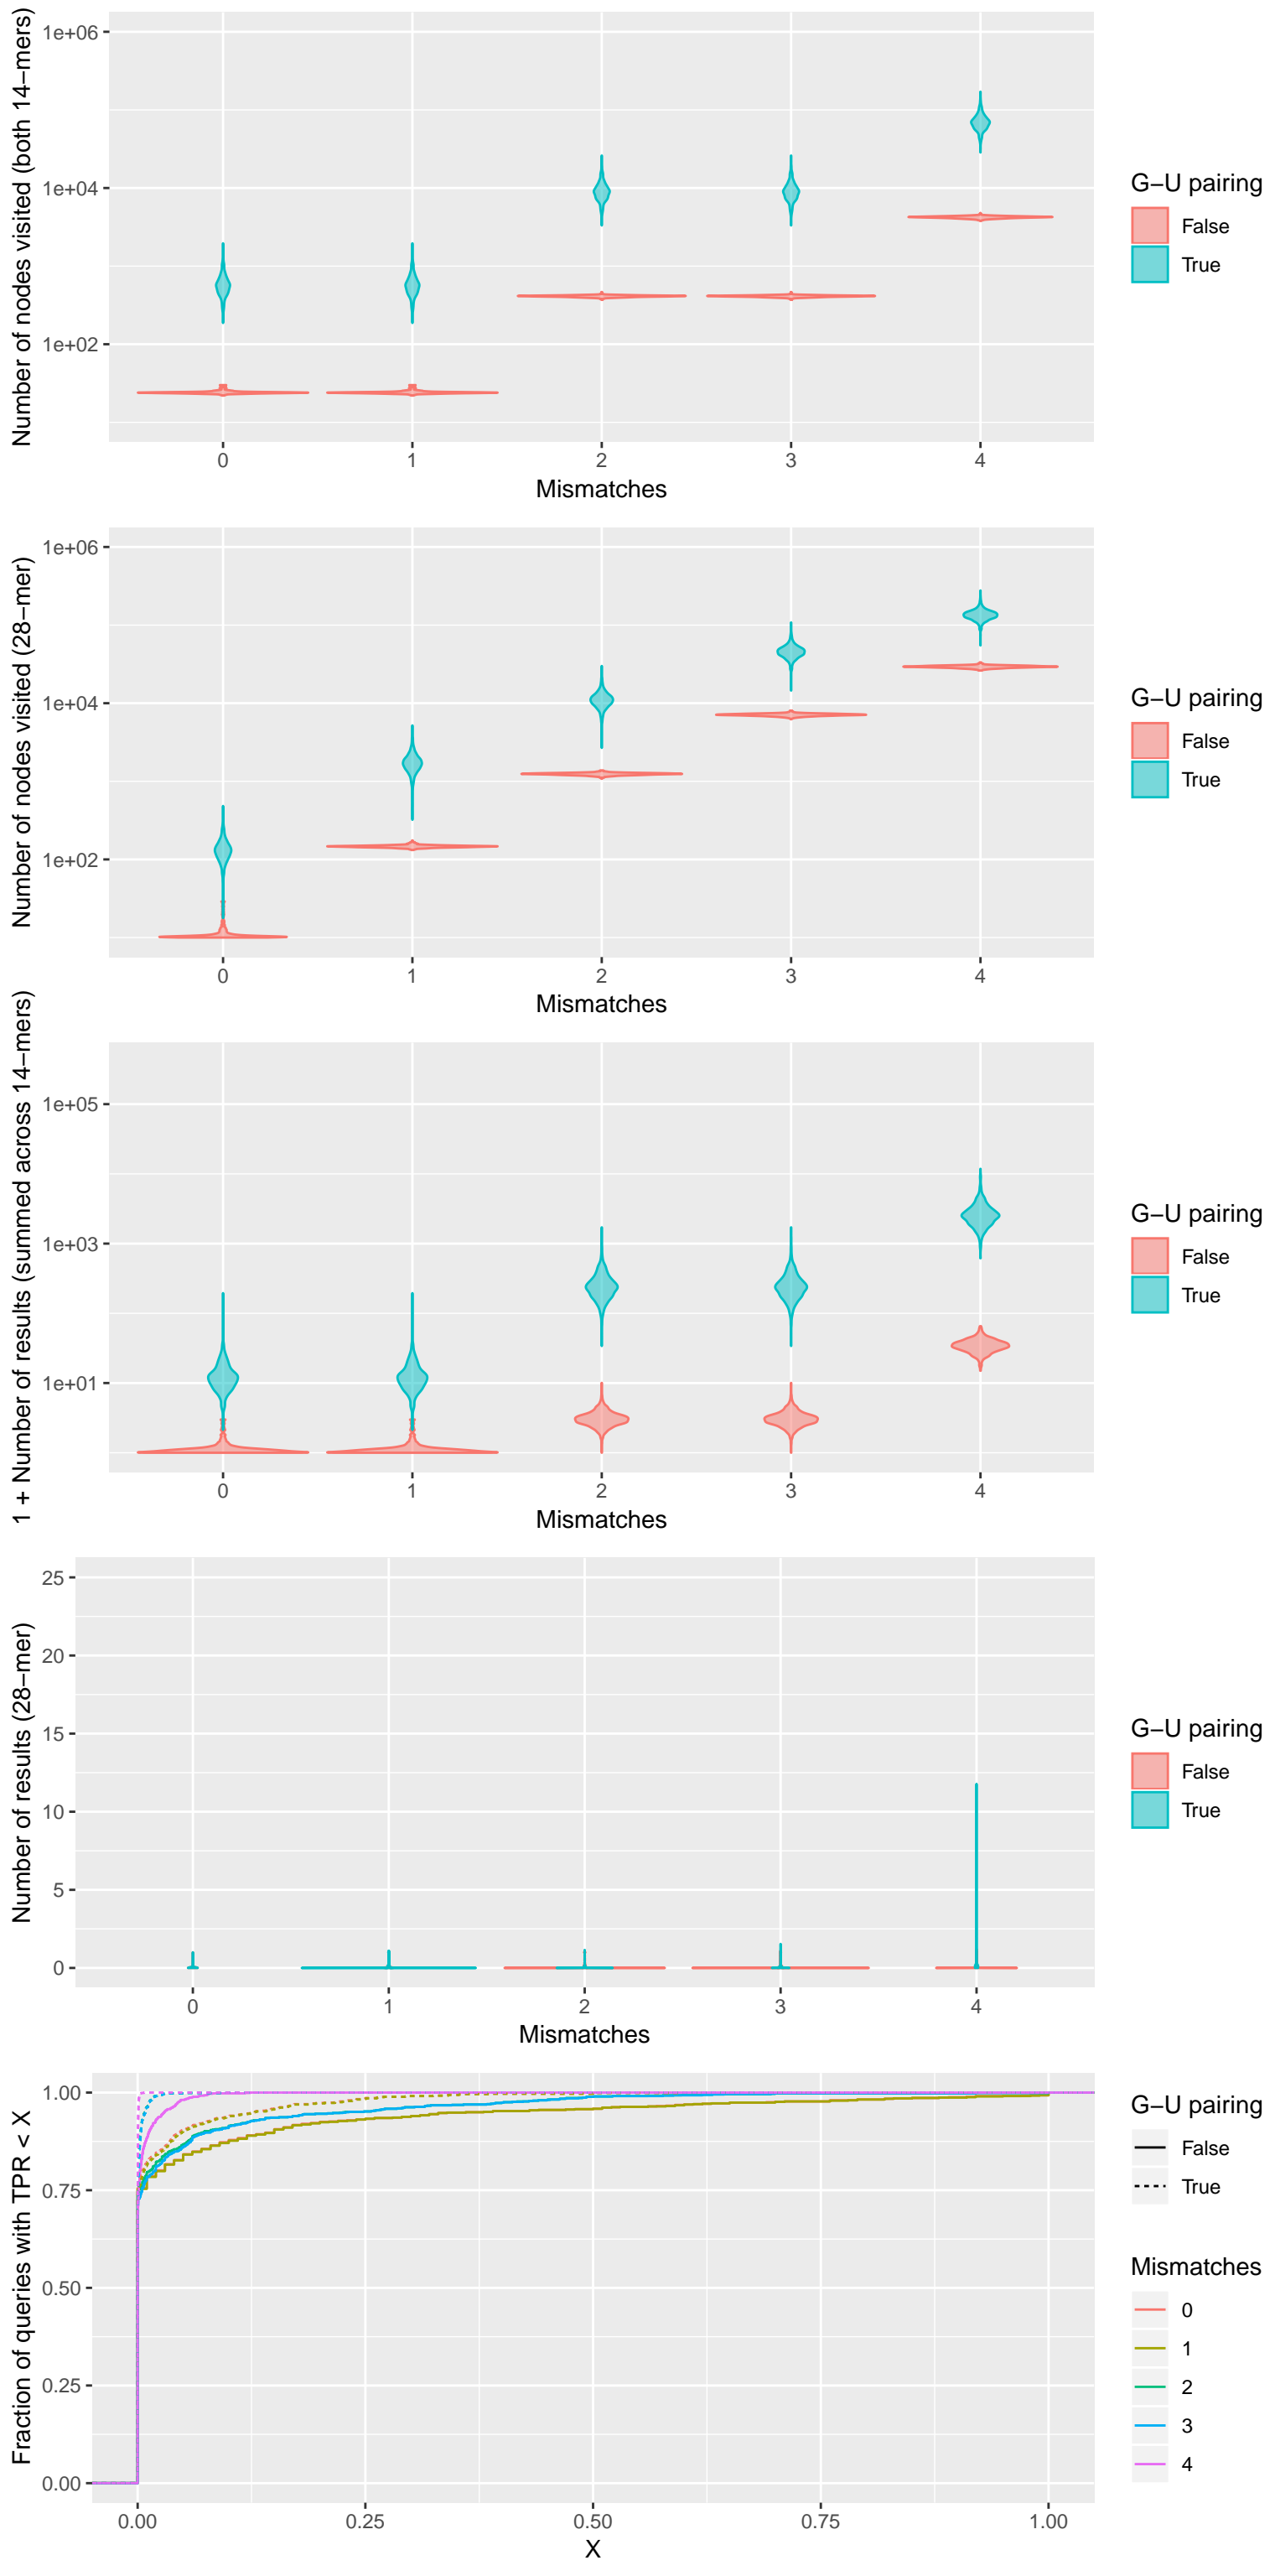 Number of nodes visited (both 14−mers)
1e+06
1e+04
1e+02
0 1 2 3 4
Mismatches
G−U pairing
False
True
Number of nodes visited (28−mer)
1e+06
1e+04
1e+02
0 1 2 3 4
Mismatches
G−U pairing
False
True
1 + Number of results (summed across 14−mers)
1e+05
1e+03
1e+01
0 1 2 3 4
Mismatches
G−U pairing
False
True
Number of results (28−mer)
25
20
15
10
5
0
0 1 2 3 4
Mismatches
G−U pairing
False
True
Fraction of queries with TPR < X
1.00
0.75
0.50
0.25
0.00
0.00 0.25 0.50 0.75 1.00
X
G−U pairing
False
True
Mismatches
0
1
2
3
4